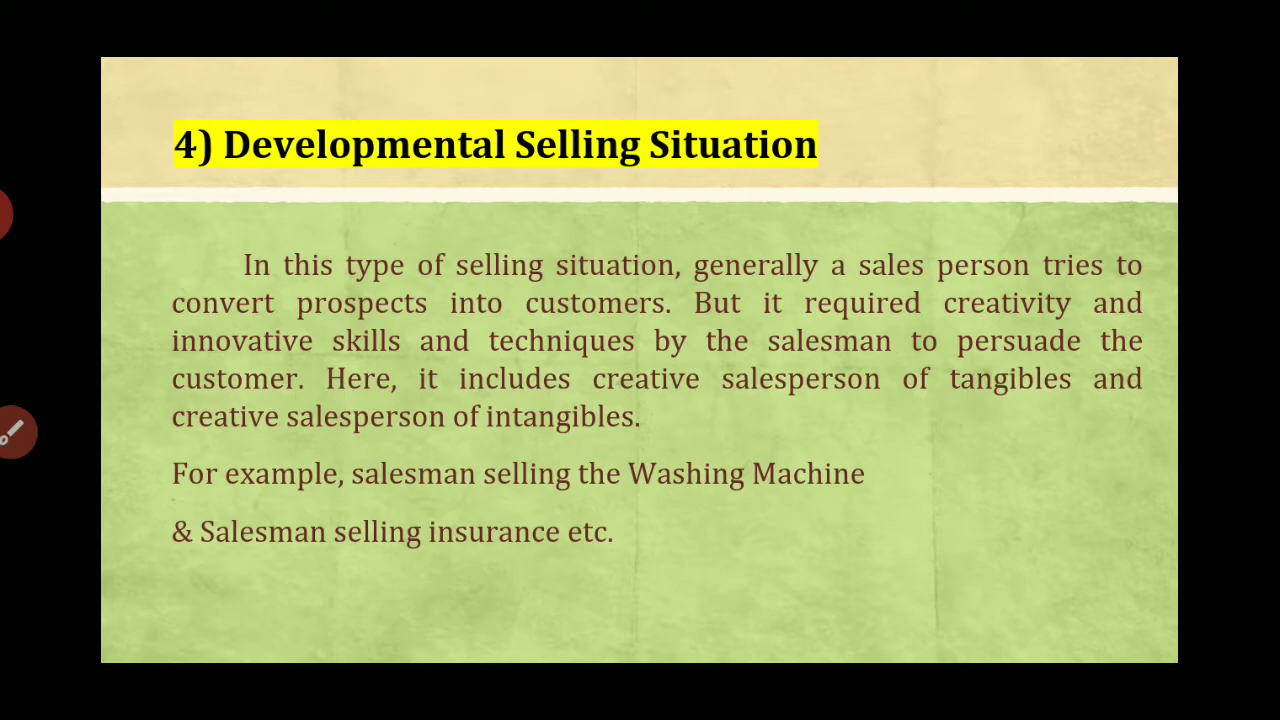 4) Developmental Selling Situation
In this type of selling situation, generally a sales person tries to
convert prospects into customers. But it required creativity and
innovative skills and techniques by the salesman to persuade the
customer. Here, it includes creative salesperson of tangibles and
creative salesperson of intangibles.
For example, salesman selling the Washing Machine
& Salesman selling insurance etc.